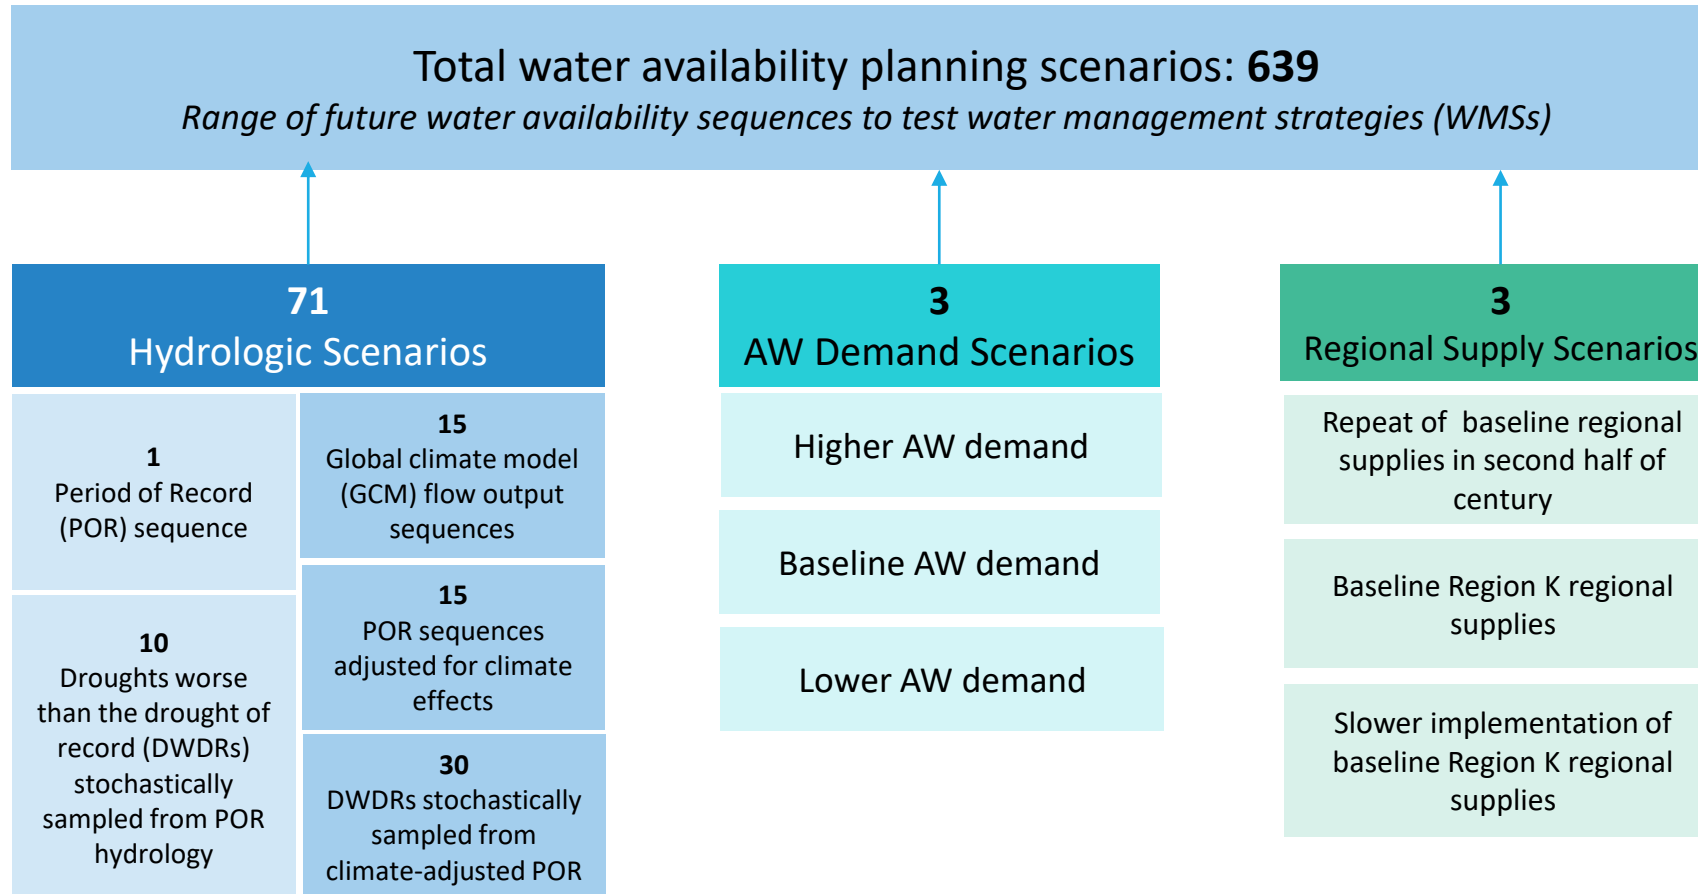 Total water availability planning scenarios: 639
Range of future water availability sequences to test water management strategies (WMSs)
71
Hydrologic Scenarios
1
Period of Record
(POR) sequence
10
Droughts worse
than the drought of
record (DWDRs)
stochastically
sampled from POR
hydrology
15
Global climate model
(GCM) flow output
sequences
15
POR sequences
adjusted for climate
effects
30
DWDRs stochastically
sampled from
climate-adjusted POR
3
AW Demand Scenarios
Higher AW demand
Baseline AW demand
Lower AW demand
3
Regional Supply Scenarios
Repeat of baseline regional
supplies in second half of
century
Baseline Region K regional
supplies
Slower implementation of
baseline Region K regional
supplies